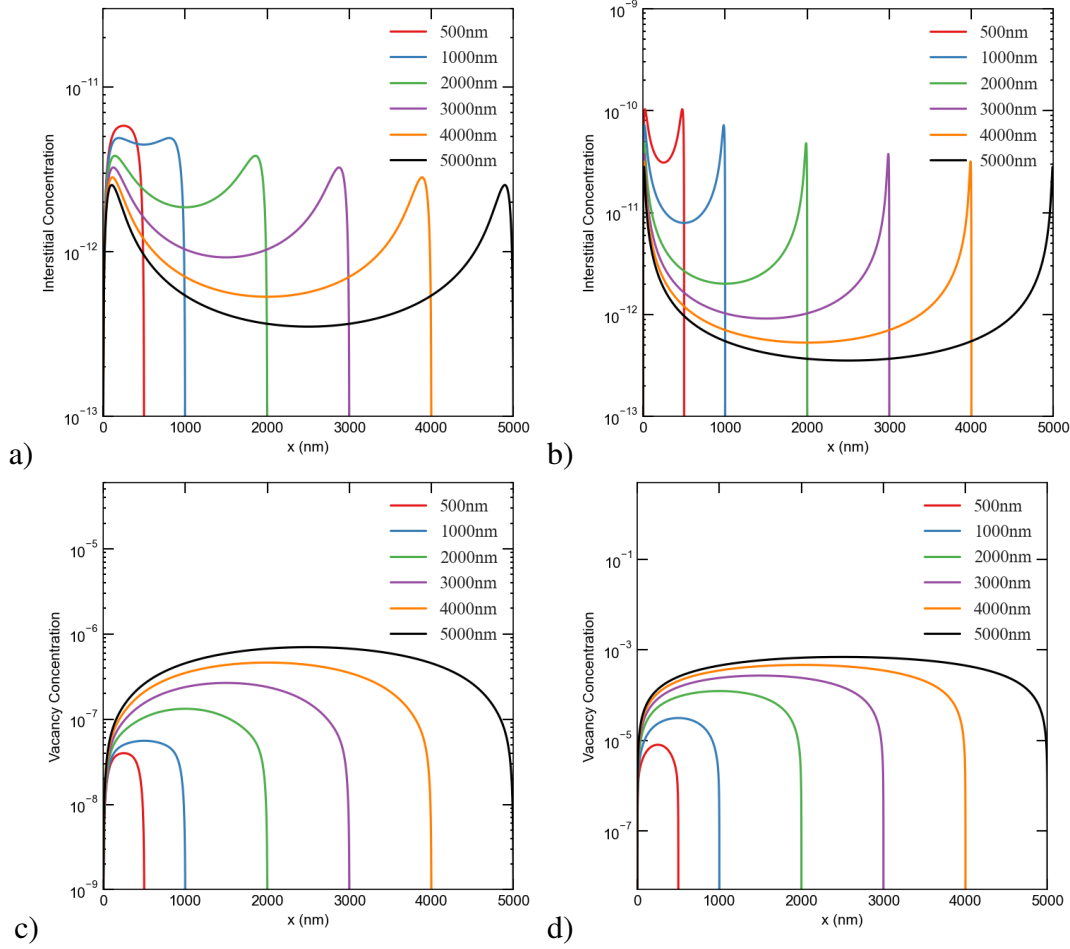 10⁻¹¹
10⁻¹²
10⁻¹³
Interstitial Concentration
500nm
1000nm
2000nm
3000nm
4000nm
5000nm
0 1000 2000 3000 4000 5000
x (nm)
a)
10⁻⁹
10⁻¹⁰
10⁻¹¹
10⁻¹²
10⁻¹³
Interstitial Concentration
500nm
1000nm
2000nm
3000nm
4000nm
5000nm
0 1000 2000 3000 4000 5000
x (nm)
b)
10⁻⁵
10⁻⁶
10⁻⁷
10⁻⁸
10⁻⁹
Vacancy Concentration
500nm
1000nm
2000nm
3000nm
4000nm
5000nm
0 1000 2000 3000 4000 5000
x (nm)
c)
10⁻¹
10⁻³
10⁻⁵
10⁻⁷
Vacancy Concentration
500nm
1000nm
2000nm
3000nm
4000nm
5000nm
0 1000 2000 3000 4000 5000
x (nm)
d)